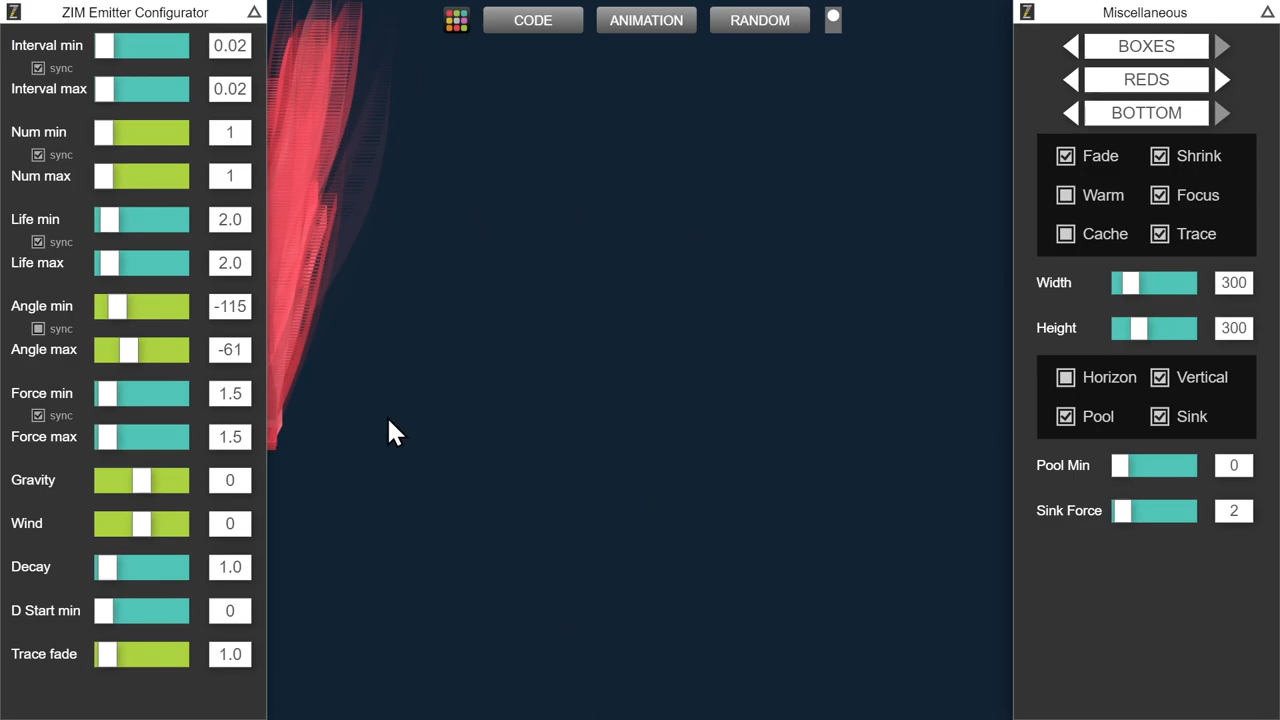 ZIM Emitter Configurator
Interval min 0.02
sync
Interval max 0.02
Num min 1
sync
Num max 1
Life min 2.0
sync
Life max 2.0
Angle min -115
sync
Angle max -61
Force min 1.5
sync
Force max 1.5
Gravity 0
Wind 0
Decay 1.0
D Start min 0
Trace fade 1.0
CODE ANIMATION RANDOM
Miscellaneous
BOXES
REDS
BOTTOM
Fade Shrink
Warm Focus
Cache Trace
Width 300
Height 300
Horizon Vertical
Pool Sink
Pool Min 0
Sink Force 2